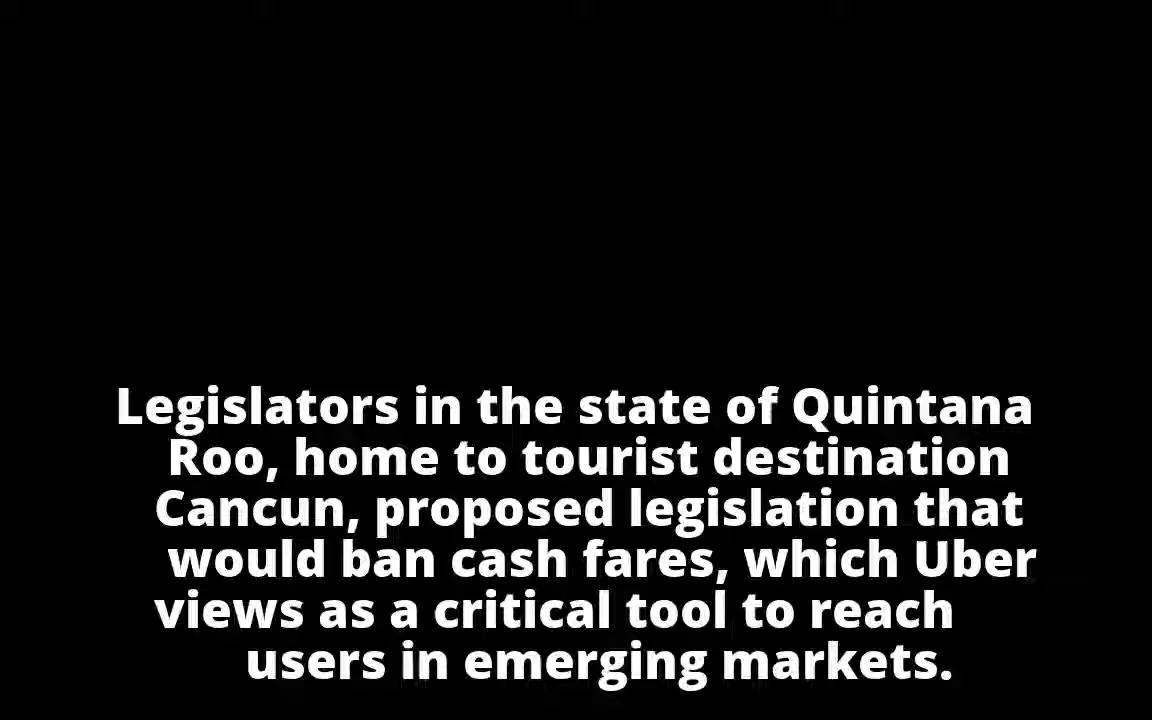 Legislators in the state of Quintana
Roo, home to tourist destination
Cancun, proposed legislation that
would ban cash fares, which Uber
views as a critical tool to reach
users in emerging markets.